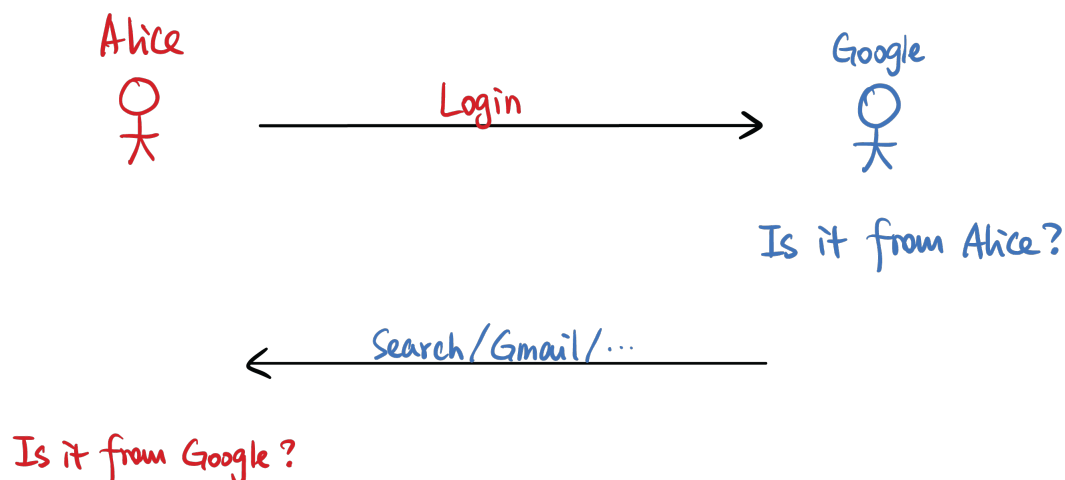 Alice
Google
Login
Is it from Alice?
Search/Gmail/...
Is it from Google?